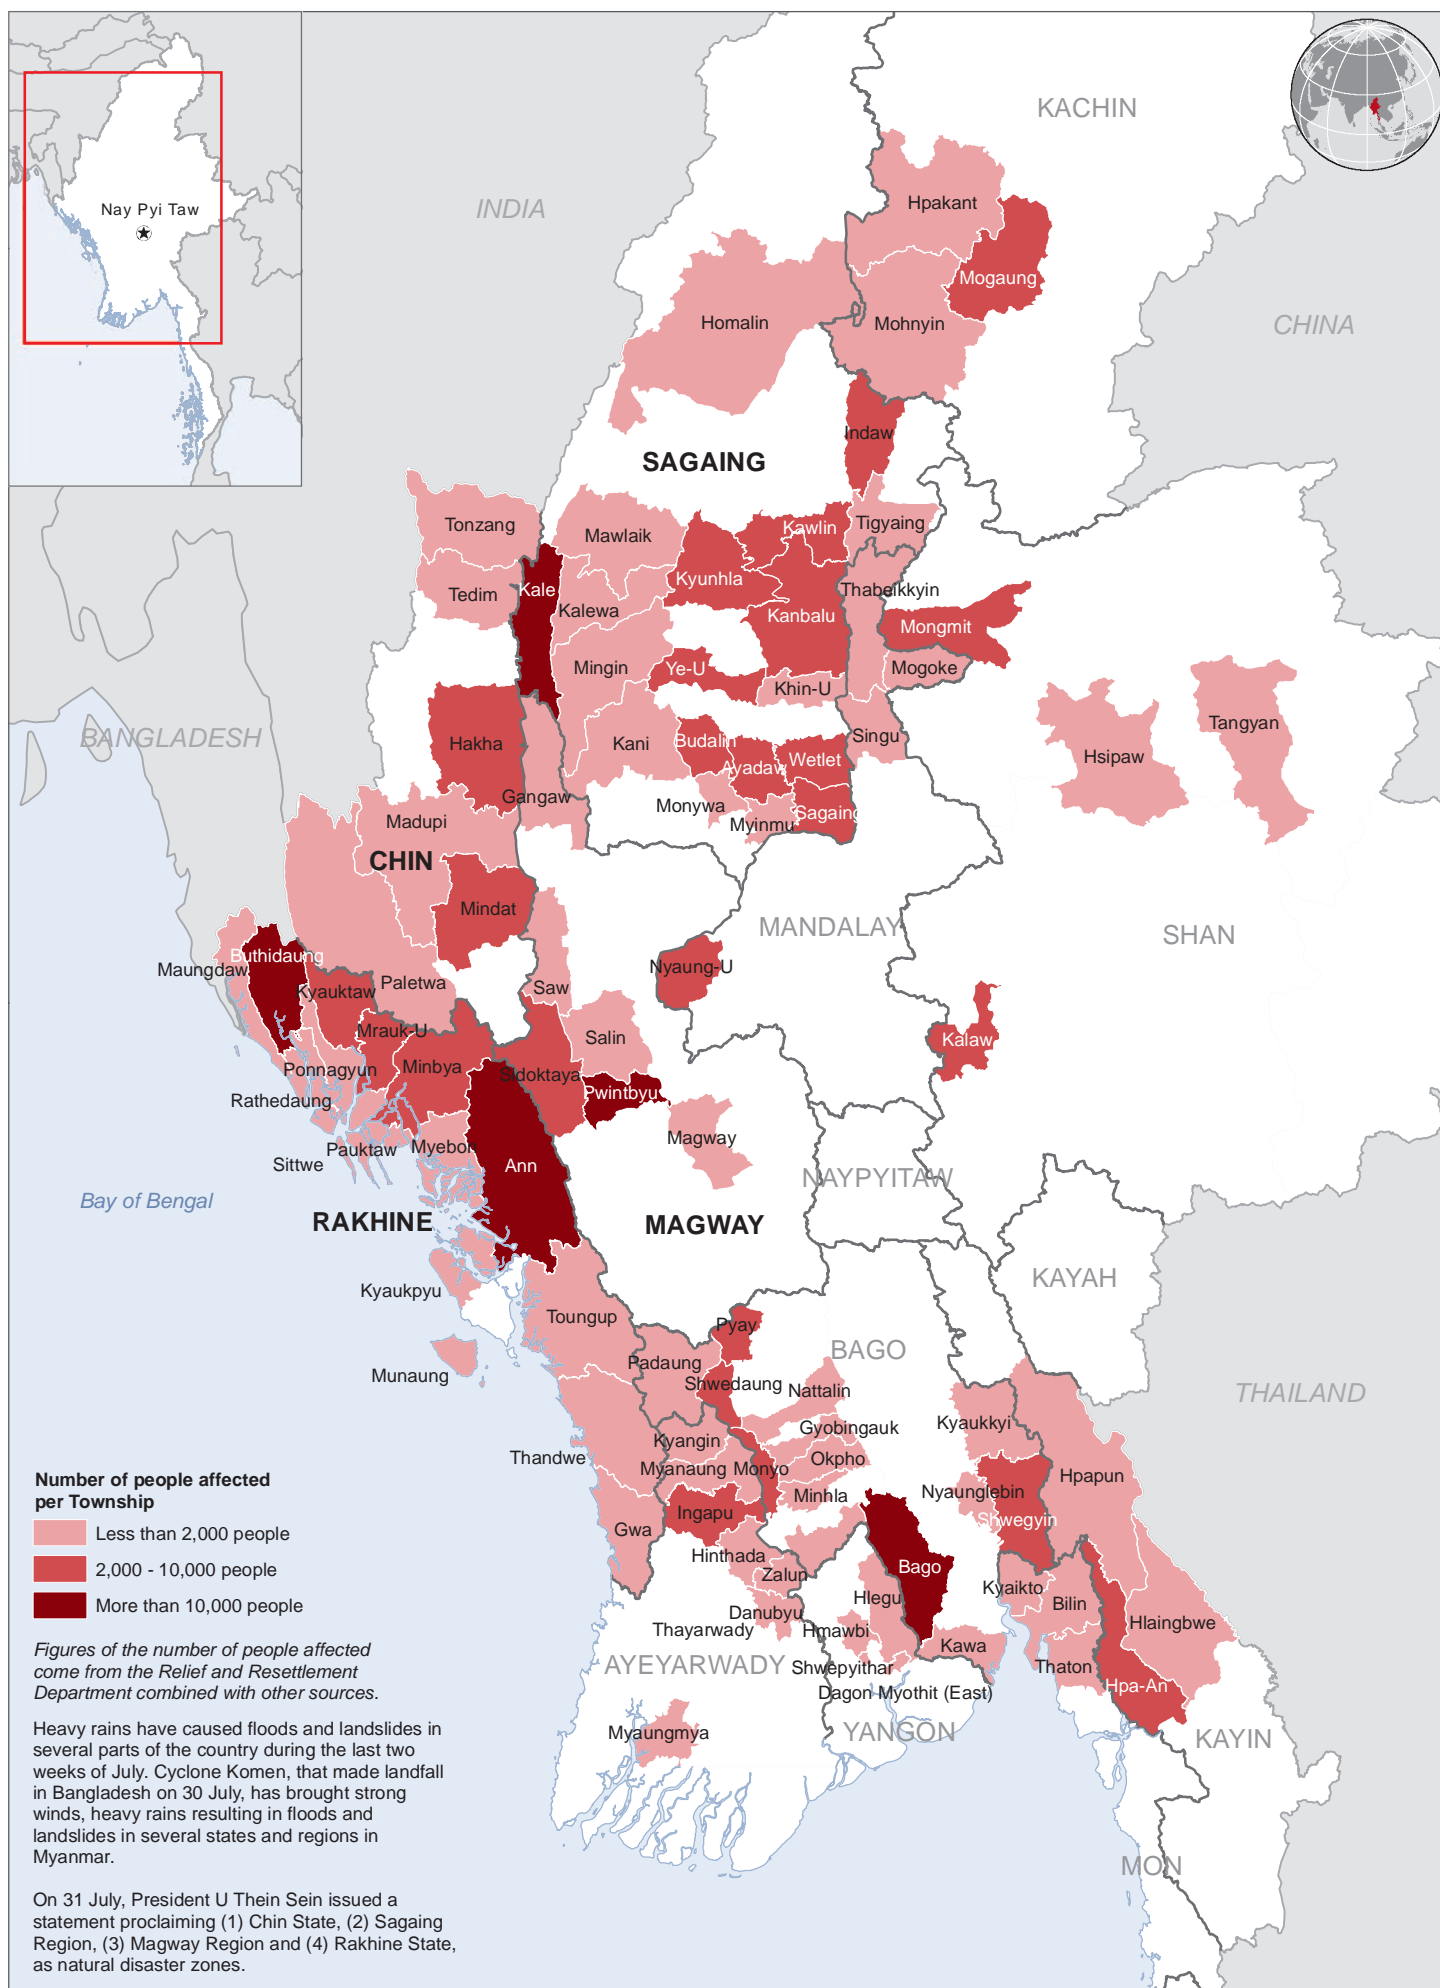 Nay Pyi Taw
KACHIN
INDIA
Hpakant
Mogaung
Homalin
Mohnyin
CHINA
Indaw
SAGAING
Tonzang
Mawlaik
Kawlin
Tigyaing
Kyunhla
Tedim
Kale
Kalewa
Thabeikkyin
Kanbalu
Mongmit
Mingin
Ye-U
Khin-U
Mogoke
BANGLADESH
Hakha
Kani
Budalin
Singu
Tangyan
Hsipaw
Ayadaw
Wetlet
Gangaw
Monywa
Sagaing
Myinmu
Madupi
CHIN
Mindat
MANDALAY
SHAN
Buthidaung
Maungdaw
Nyaung-U
Kyauktaw
Paletwa
Saw
Mrauk-U
Salin
Kalaw
Ponnagyun
Minbya
Sidoktaya
Pwintbyu
Rathedaung
Magway
Pauktaw
Myebon
Sittwe
Ann
NAYPYITAW
Bay of Bengal
RAKHINE
MAGWAY
KAYAH
Kyaukpyu
Toungup
Pyay
BAGO
Padaung
Munaung
Shwedaung
Nattalin
THAILAND
Gyobingauk
Kyaukkyi
Kyangin
Thandwe
Okpho
Myanaung
Monyo
Hpapun
Minhla
Nyaunglebin
Ingapu
Shwegyin
Gwa
Hinthada
Zalun
Bago
Kyaikto
Hlegu
Bilin
Danubyu
Hlaingbwe
Thayarwady
Hmawbi
Kawa
AYEYARWADY
Shwepyithar
Thaton
Dagon Myothit (East)
Hpa-An
Myaungmya
YANGON
KAYIN
MON
Number of people affected
per Township
Less than 2,000 people
2,000 - 10,000 people
More than 10,000 people
Figures of the number of people affected
come from the Relief and Resettlement
Department combined with other sources.
Heavy rains have caused floods and landslides in
several parts of the country during the last two
weeks of July. Cyclone Komen, that made landfall
in Bangladesh on 30 July, has brought strong
winds, heavy rains resulting in floods and
landslides in several states and regions in
Myanmar.
On 31 July, President U Thein Sein issued a
statement proclaiming (1) Chin State, (2) Sagaing
Region, (3) Magway Region and (4) Rakhine State,
as natural disaster zones.